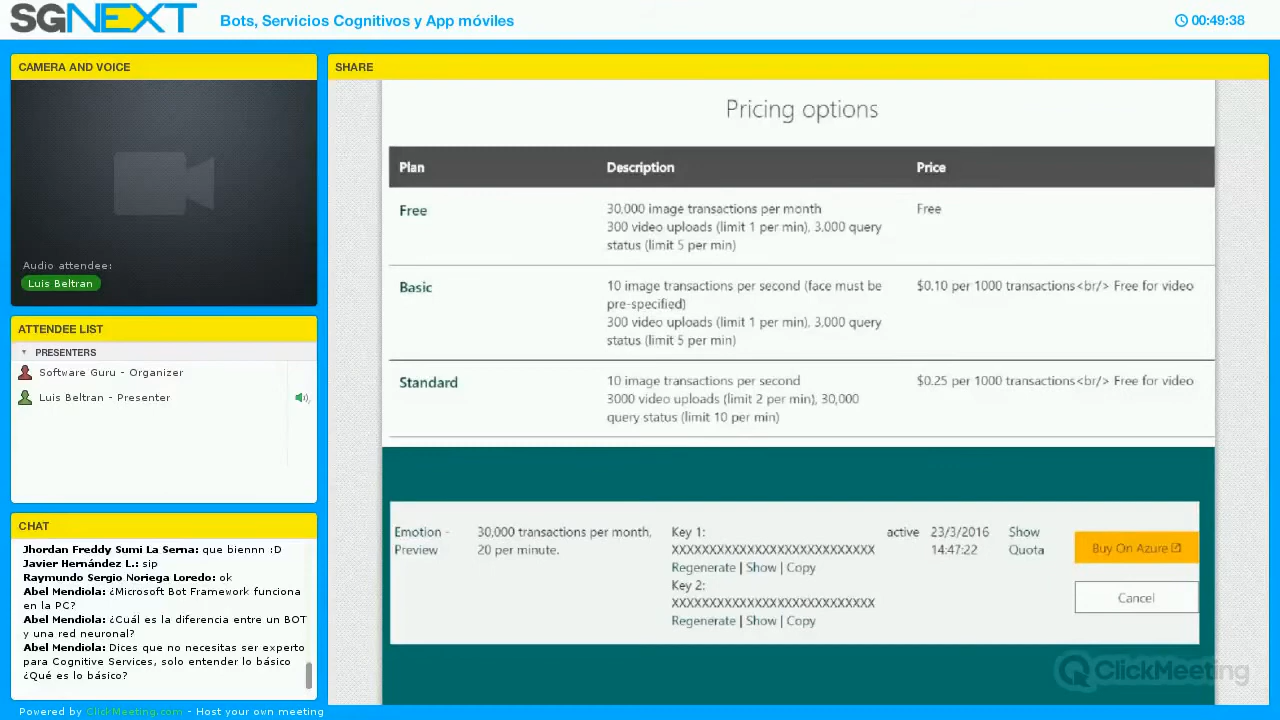 SGNEXT
Bots, Servicios Cognitivos y App móviles
00:49:38
CAMERA AND VOICE
Audio attendee:
Luis Beltran
ATTENDEE LIST
PRESENTERS
Software Guru - Organizer
Luis Beltran - Presenter
CHAT
Jhordan Freddy Sumi La Serna: que biennn :D
Javier Hernández L.: sip
Raymundo Sergio Noriega Loredo: ok
Abel Mendiola: ¿Microsoft Bot Framework funciona
en la PC?
Abel Mendiola: ¿Cuál es la diferencia entre un BOT
y una red neuronal?
Abel Mendiola: Dices que no necesitas ser experto
para Cognitive Services, solo entender lo básico
¿Qué es lo básico?
SHARE
Pricing options
Plan Description Price
Free 30,000 image transactions per month Free
300 video uploads (limit 1 per min), 3,000 query
status (limit 5 per min)
Basic 10 image transactions per second (face must be $0.10 per 1000 transactions<br/> Free for video
pre-specified)
300 video uploads (limit 1 per min), 3,000 query
status (limit 5 per min)
Standard 10 image transactions per second $0.25 per 1000 transactions<br/> Free for video
3000 video uploads (limit 2 per min), 30,000
query status (limit 10 per min)
Emotion - 30,000 transactions per month, Key 1: active 23/3/2016 Show
Preview 20 per minute. XXXXXXXXXXXXXXXXXXXXXXXXXX 14:47:22 Quota
Buy On Azure
Regenerate | Show | Copy
Key 2:
XXXXXXXXXXXXXXXXXXXXXXXXXX
Cancel
Regenerate | Show | Copy
ClickMeeting
Powered by ClickMeeting.com - Host your own meeting